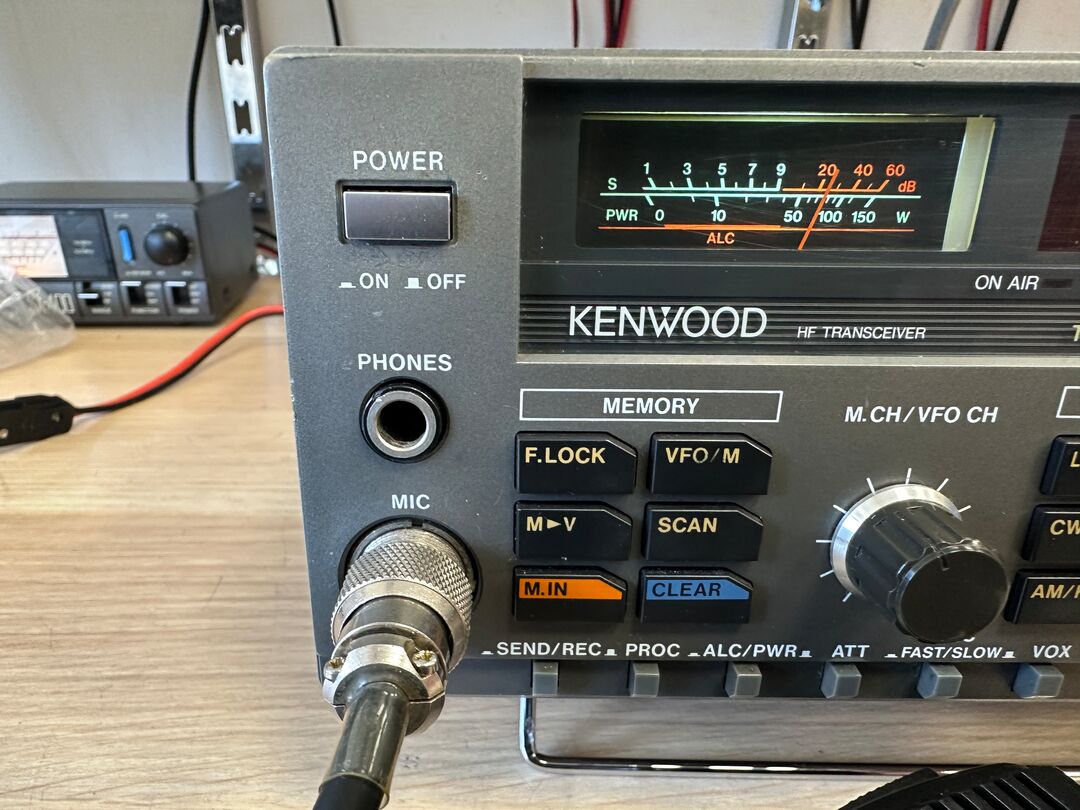 POWER
ON OFF
PHONES
MIC
S 1 3 5 7 9 20 40 60 dB
PWR 0 10 50 100 150 W
ALC
ON AIR
KENWOOD HF TRANSCEIVER
MEMORY
M.CH/VFO CH
F.LOCK VFO/M
M►V SCAN
CW
M.IN CLEAR
AM/
SEND/REC PROC ALC/PWR ATT FAST/SLOW VOX